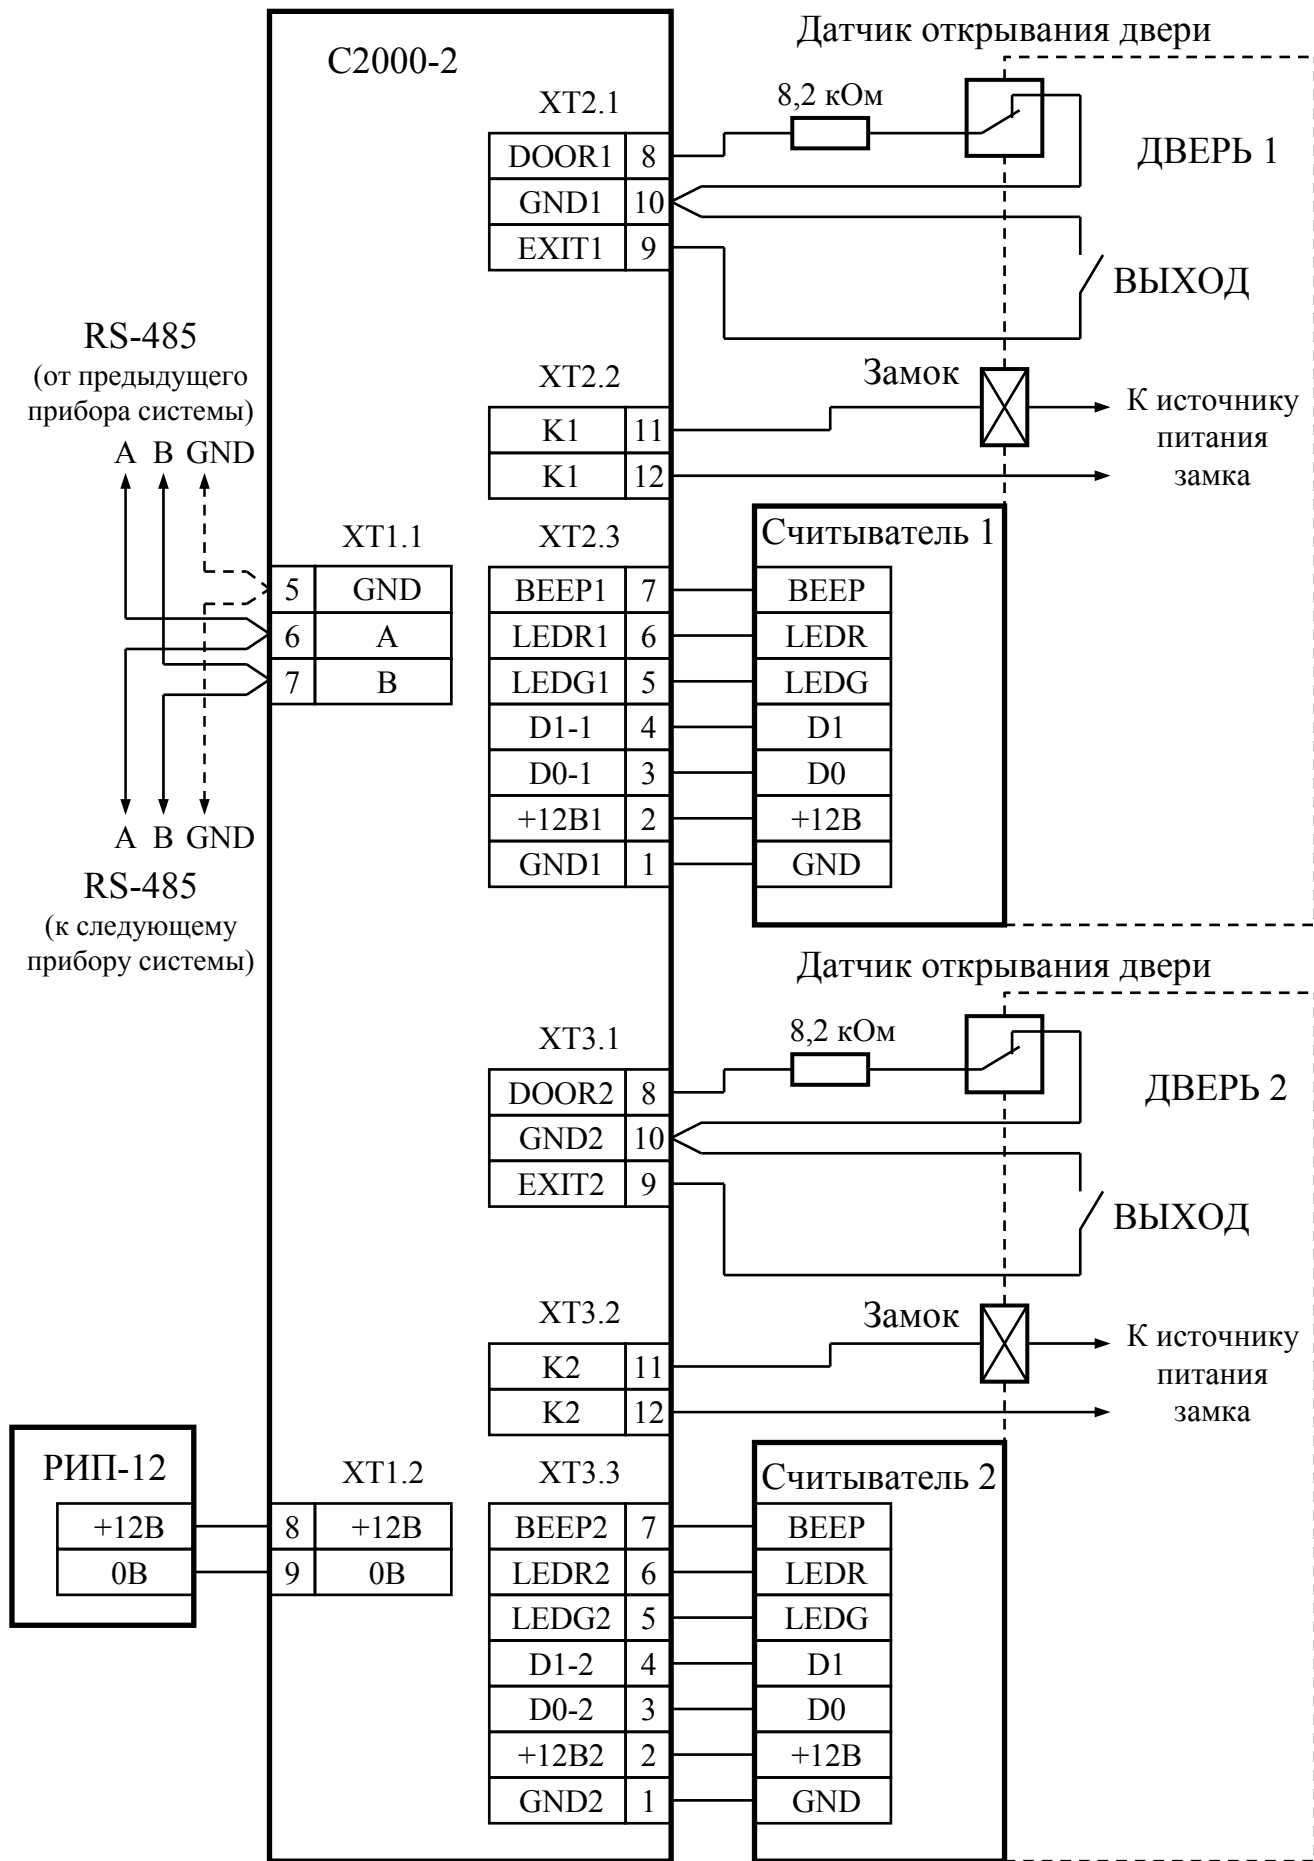 С2000-2
Датчик открывания двери
XT2.1
8,2 кОм
DOOR1 8
GND1 10
EXIT1 9
ДВЕРЬ 1
ВЫХОД
RS-485
(от предыдущего
прибора системы)
A B GND
XT2.2
K1 11
K1 12
Замок
К источнику
питания
замка
XT1.1
5 GND
6 A
7 B
XT2.3
BEEP1 7
LEDR1 6
LEDG1 5
D1-1 4
D0-1 3
+12В1 2
GND1 1
Считыватель 1
BEEP
LEDR
LEDG
D1
D0
+12В
GND
A B GND
RS-485
(к следующему
прибору системы)
Датчик открывания двери
XT3.1
8,2 кОм
DOOR2 8
GND2 10
EXIT2 9
ДВЕРЬ 2
ВЫХОД
XT3.2
K2 11
K2 12
Замок
К источнику
питания
замка
РИП-12
+12В
0В
XT1.2
8 +12В
9 0В
XT3.3
BEEP2 7
LEDR2 6
LEDG2 5
D1-2 4
D0-2 3
+12В2 2
GND2 1
Считыватель 2
BEEP
LEDR
LEDG
D1
D0
+12В
GND